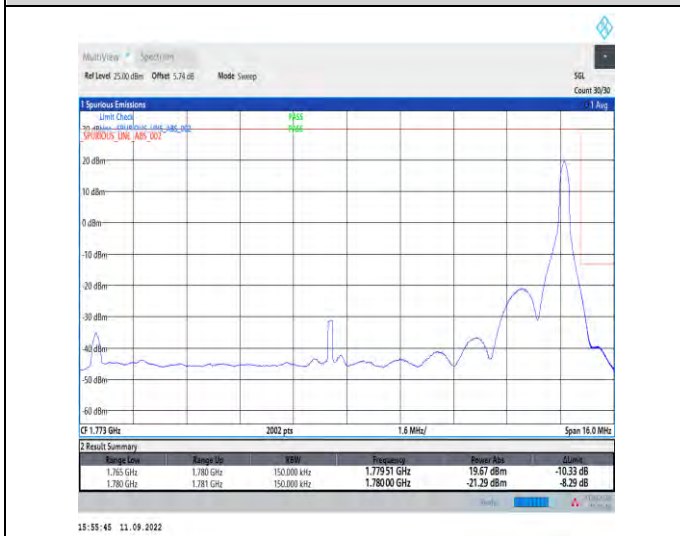 MultiView Spectrum
Ref Level 25.00 dBm Offset 5.74 dB Mode Sweep SGL
Count 30/30
1 Spurious Emissions 1 Avg
Limit Check PASS
_SPURIOUS_LINE_ABS_002 PASS
_SPURIOUS_LINE_ABS_002
20 dBm
10 dBm
0 dBm
-10 dBm
-20 dBm
-30 dBm
-40 dBm
-50 dBm
-60 dBm
CF 1.773 GHz 2002 pts 1.6 MHz/ Span 16.0 MHz
2 Result Summary
Range Low Range Up RBW Frequency Power Abs ΔLimit
1.765 GHz 1.780 GHz 150.000 kHz 1.77951 GHz 19.67 dBm -10.33 dB
1.780 GHz 1.781 GHz 150.000 kHz 1.78000 GHz -21.29 dBm -8.29 dB
15:55:45 11.09.2022